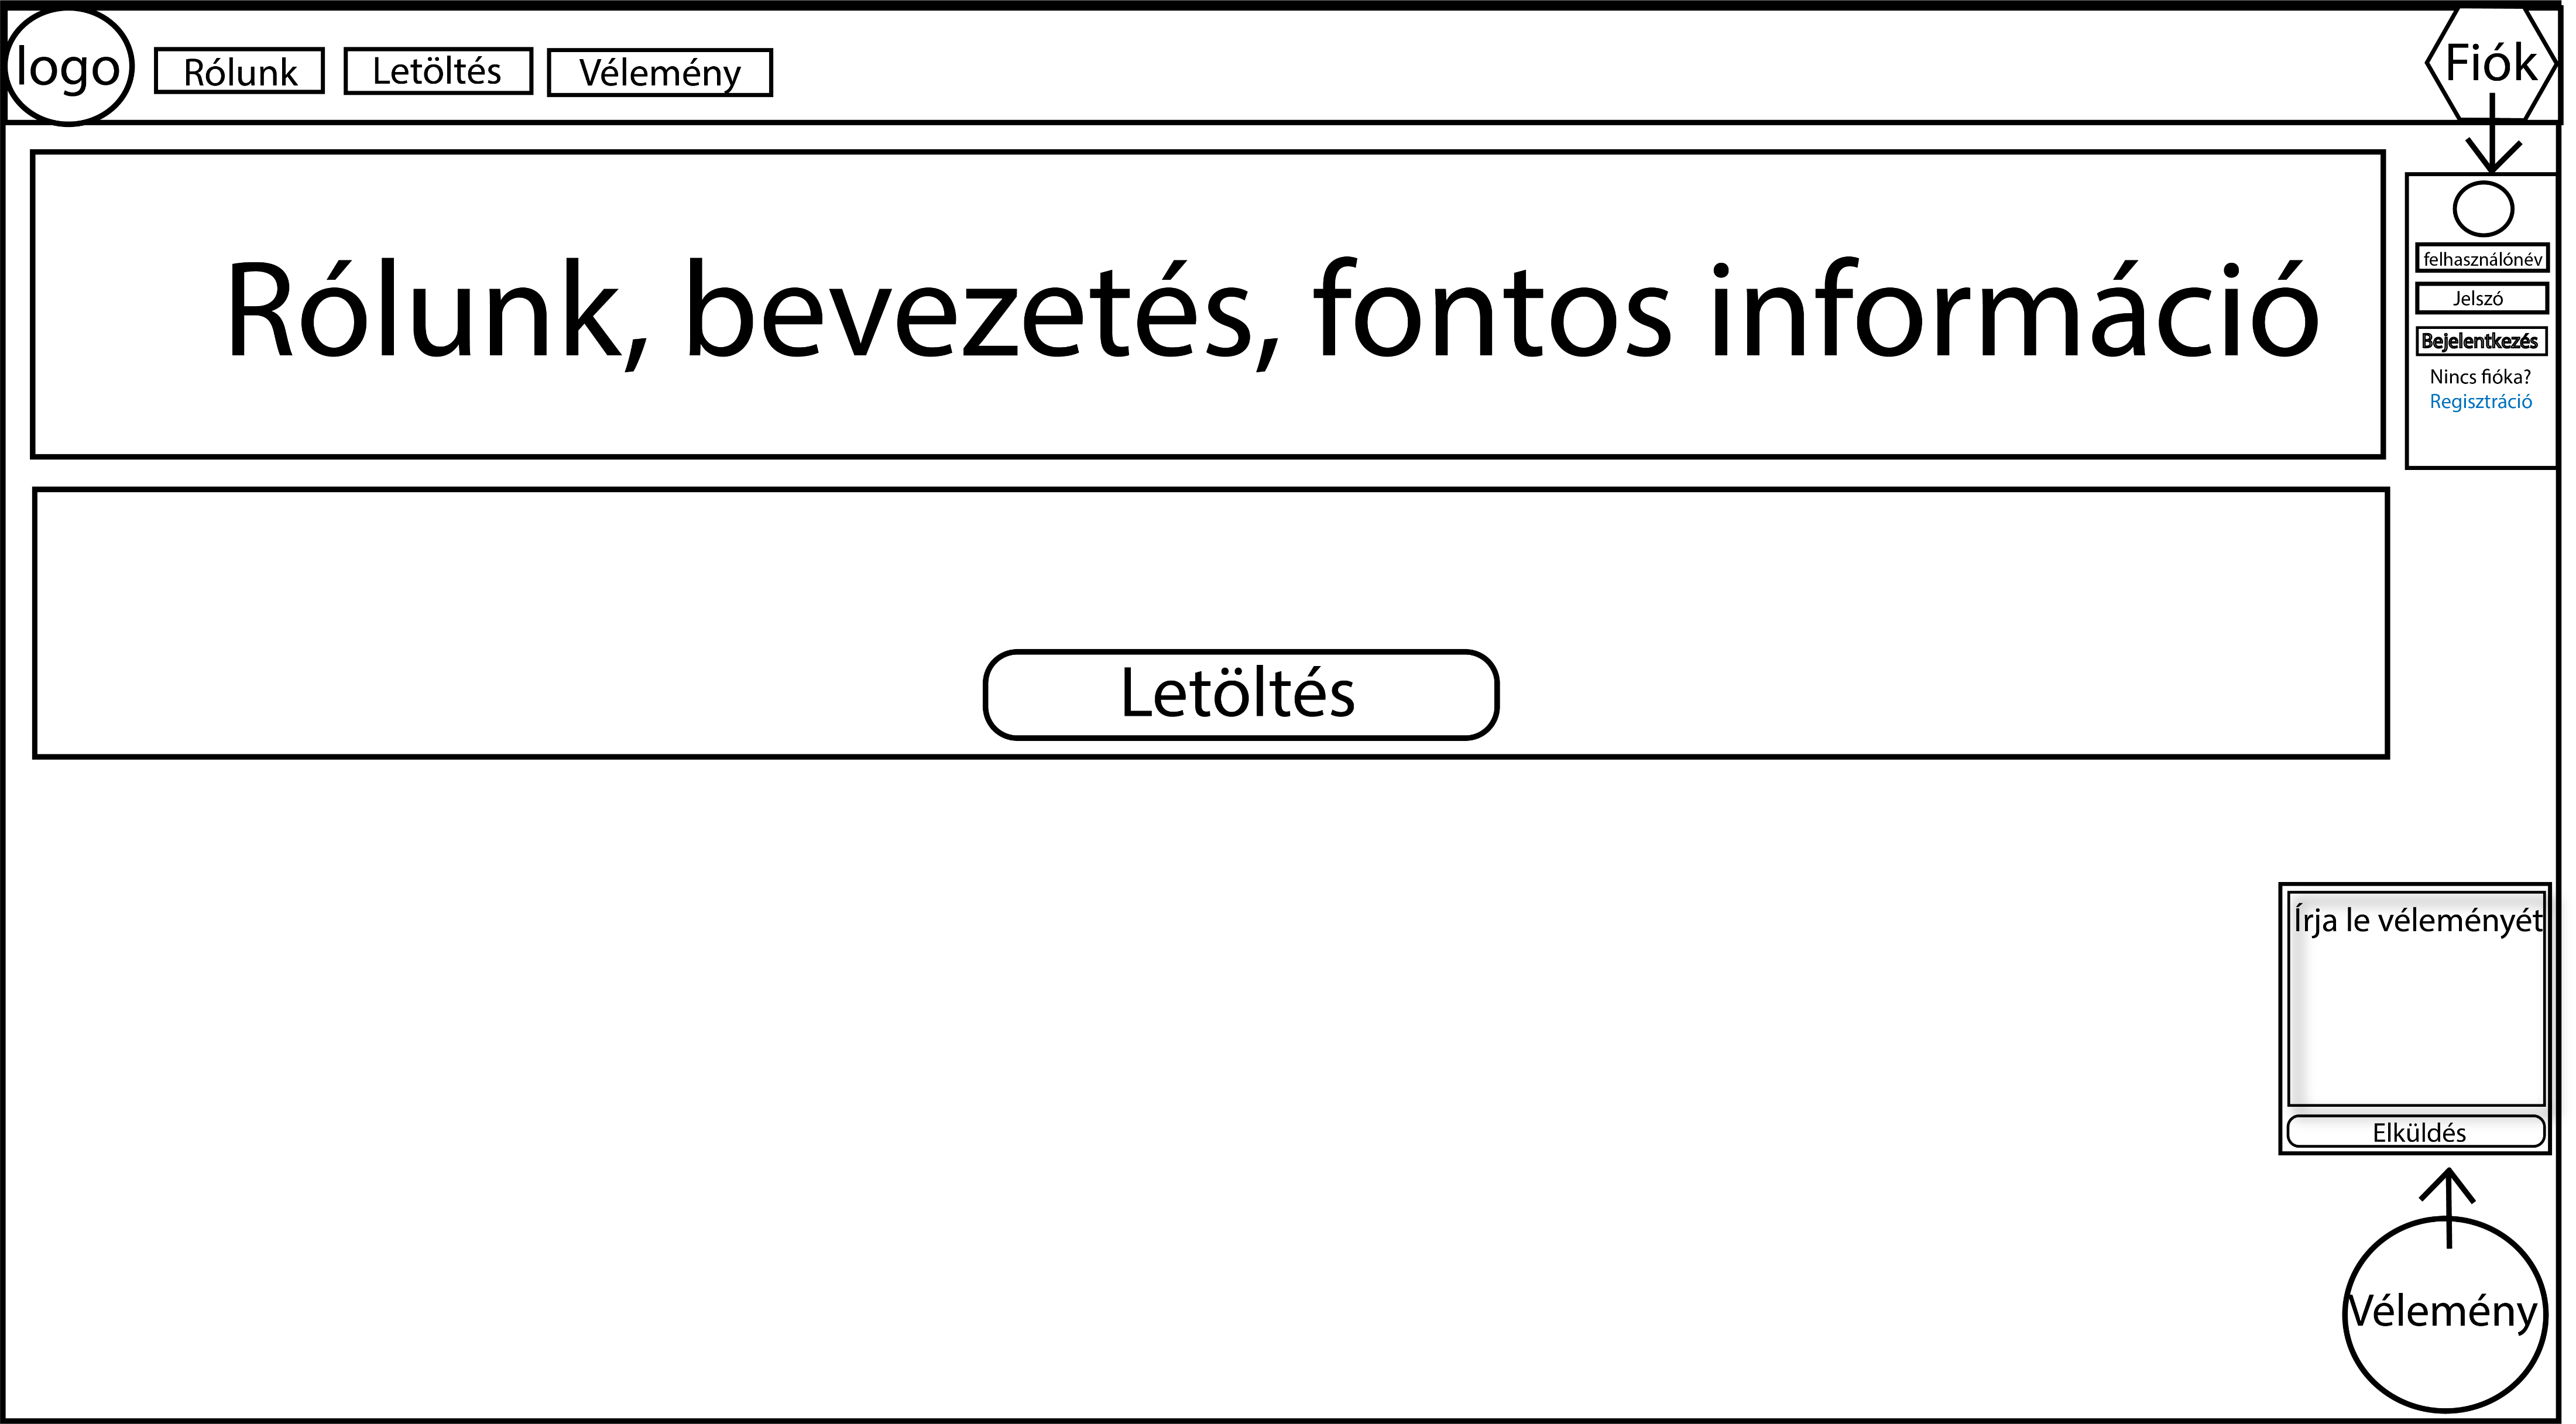 logo
Rólunk
Letöltés
Vélemény
Fiók
Rólunk, bevezetés, fontos információ
felhasználónév
Jelszó
Bejelentkezés
Nincs fióka?
Regisztráció
Letöltés
Írja le véleményét
Elküldés
Vélemény